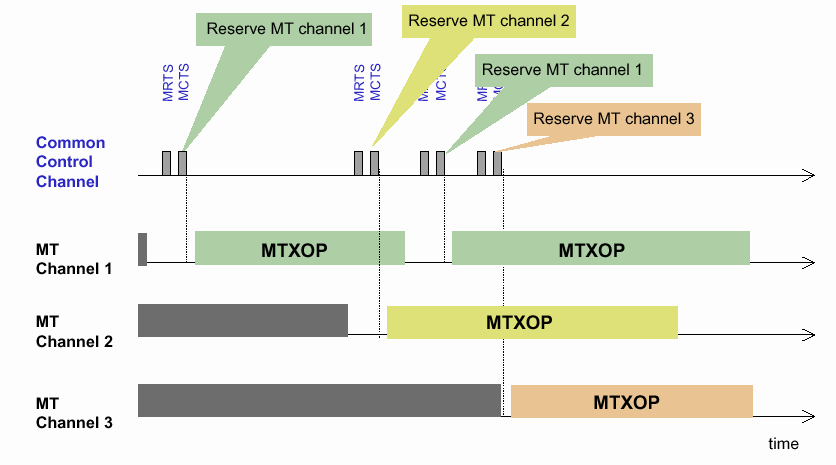 Reserve MT channel 1
Reserve MT channel 2
Reserve MT channel 1
Reserve MT channel 3
MRTS
MCTS
MRTS
MCTS
Common
Control
Channel
MT
Channel 1
MTXOP
MTXOP
MT
Channel 2
MTXOP
MT
Channel 3
MTXOP
time